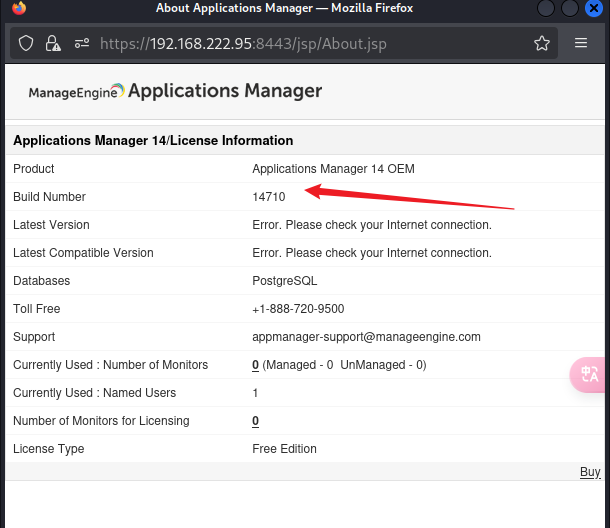 About Applications Manager — Mozilla Firefox
https://192.168.222.95:8443/jsp/About.jsp
ManageEngine Applications Manager
Applications Manager 14/License Information
Product Applications Manager 14 OEM
Build Number 14710
Latest Version Error. Please check your Internet connection.
Latest Compatible Version Error. Please check your Internet connection.
Databases PostgreSQL
Toll Free +1-888-720-9500
Support appmanager-support@manageengine.com
Currently Used : Number of Monitors 0 (Managed - 0 UnManaged - 0)
Currently Used : Named Users 1
Number of Monitors for Licensing 0
License Type Free Edition
Buy